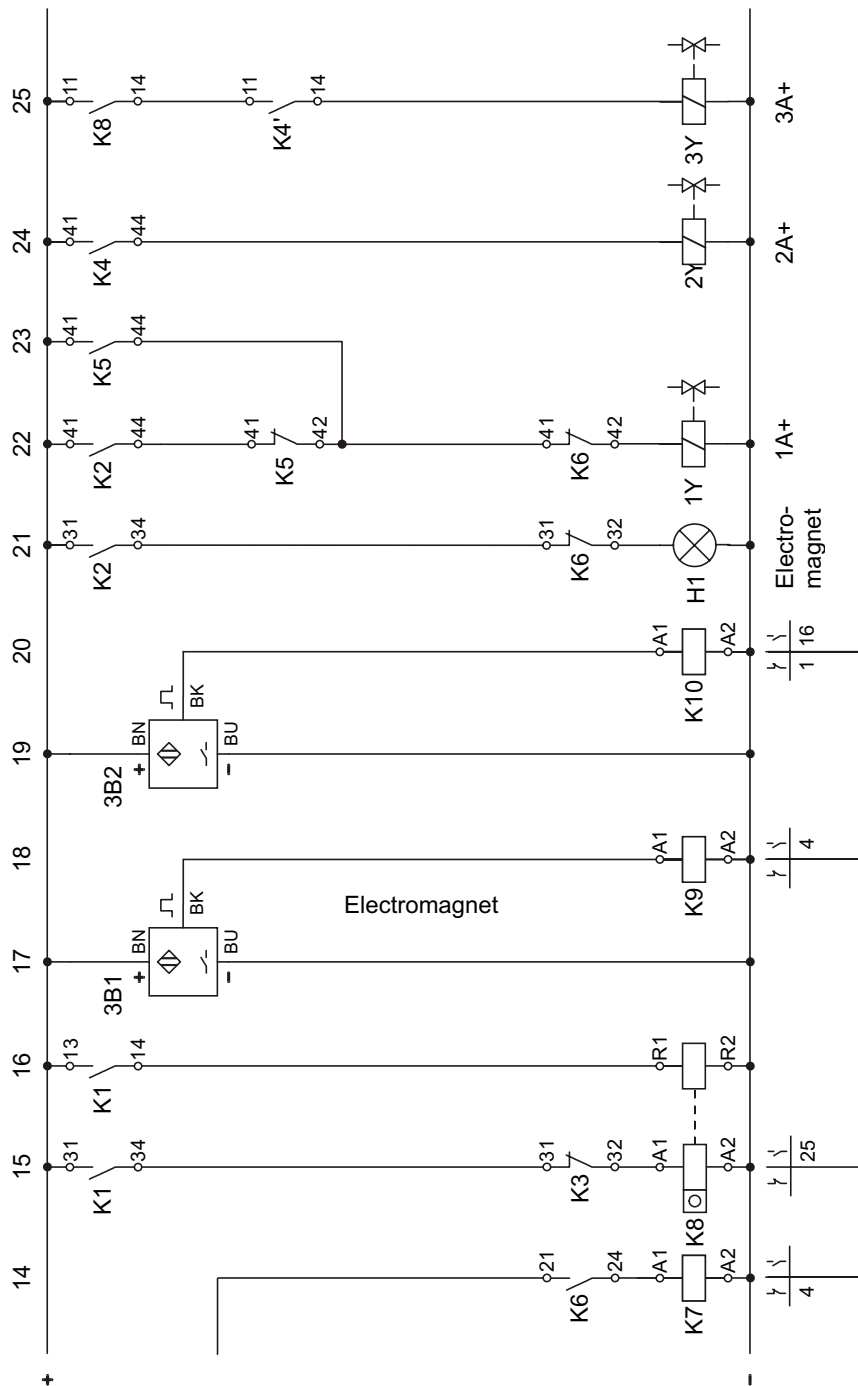 +
14
15
16
17
18
19
20
21
22
23
24
25
21
K6
24
A1
K7
A2
4
31
K1
34
31
K3
32
A1
K8
A2
25
13
K1
14
R1
R2
3B1
+
BN
BK
BU
–
Electromagnet
A1
K9
A2
4
3B2
+
BN
BK
BU
–
A1
K10
A2
1 16
31
K2
34
31
K6
32
H1
Electro-
magnet
41
K2
44
41
K5
42
41
K6
42
1Y
1A+
41
K5
44
41
K4
44
2Y
2A+
11
K8
14
11
K4'
14
3Y
3A+
–